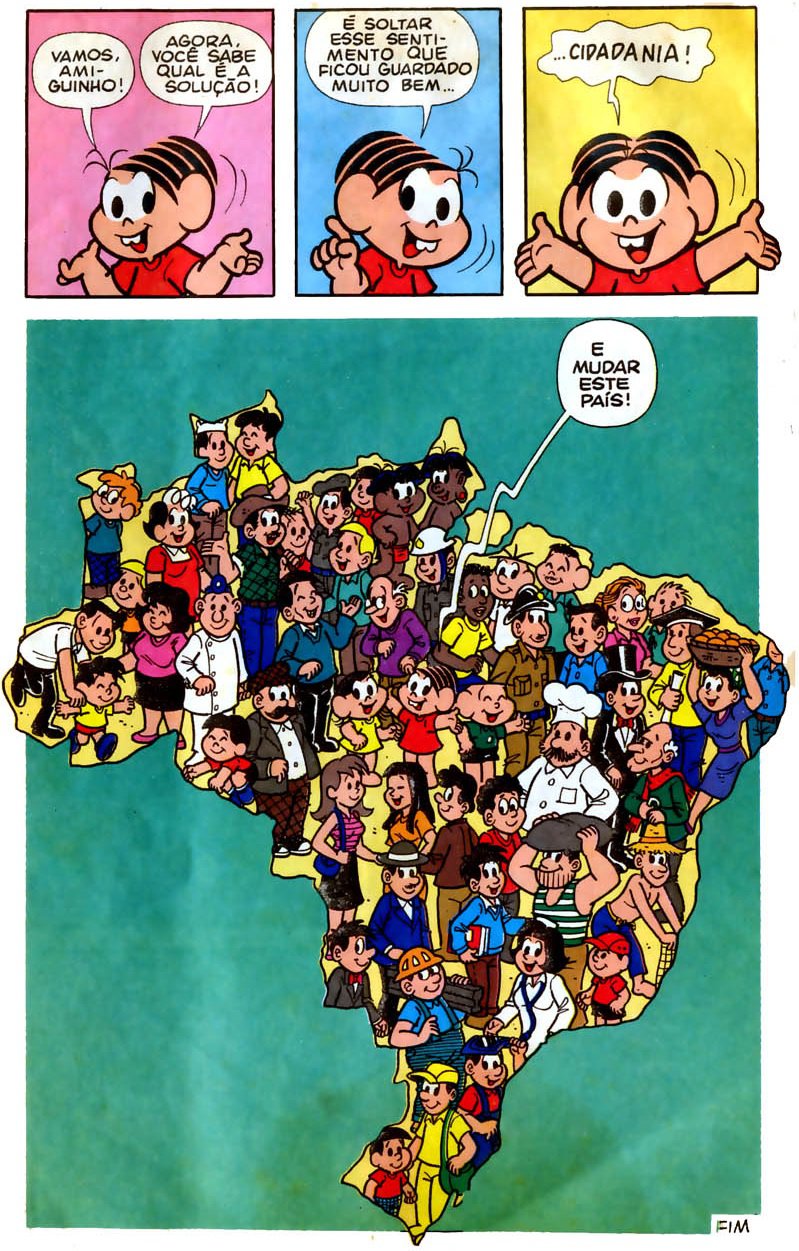 VAMOS,
AMI-
GUINHO!
AGORA,
VOCÊ SABE
QUAL É A
SOLUÇÃO!
É SOLTAR
ESSE SENTI-
MENTO QUE
FICOU GUARDADO
MUITO BEM...
...CIDADANIA!
E
MUDAR
ESTE
PAÍS!
FIM